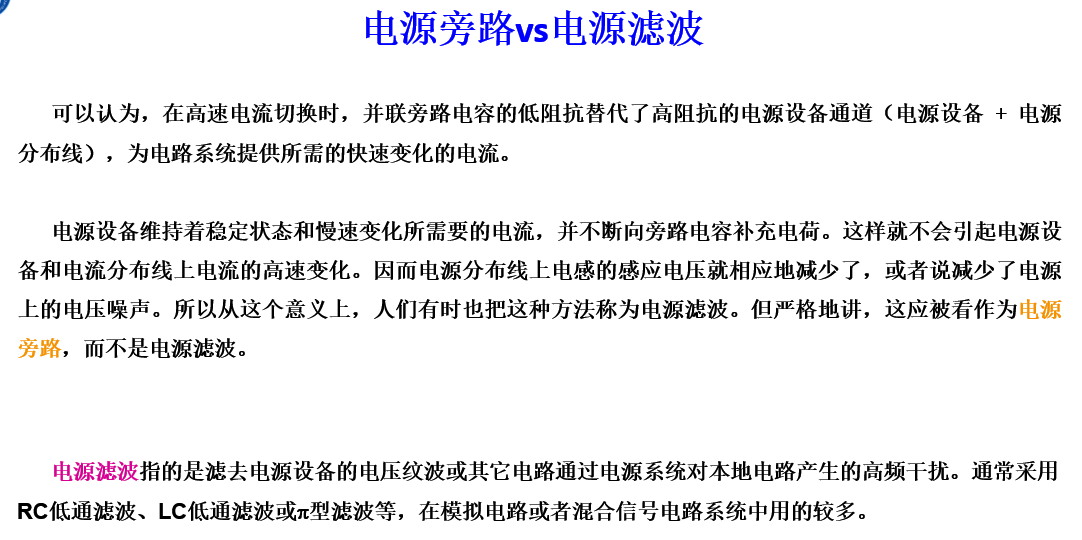 电源旁路vs电源滤波
可以认为，在高速电流切换时，并联旁路电容的低阻抗替代了高阻抗的电源设备通道（电源设备 + 电源
分布线），为电路系统提供所需的快速变化的电流。
电源设备维持着稳定状态和慢速变化所需要的电流，并不断向旁路电容补充电荷。这样就不会引起电源设
备和电流分布线上电流的高速变化。因而电源分布线上电感的感应电压就相应地减少了，或者说减少了电源
上的电压噪声。所以从这个意义上，人们有时也把这种方法称为电源滤波。但严格地讲，这应被看作为电源
旁路，而不是电源滤波。
电源滤波指的是滤去电源设备的电压纹波或其它电路通过电源系统对本地电路产生的高频干扰。通常采用
RC低通滤波、LC低通滤波或π型滤波等，在模拟电路或者混合信号电路系统中用的较多。